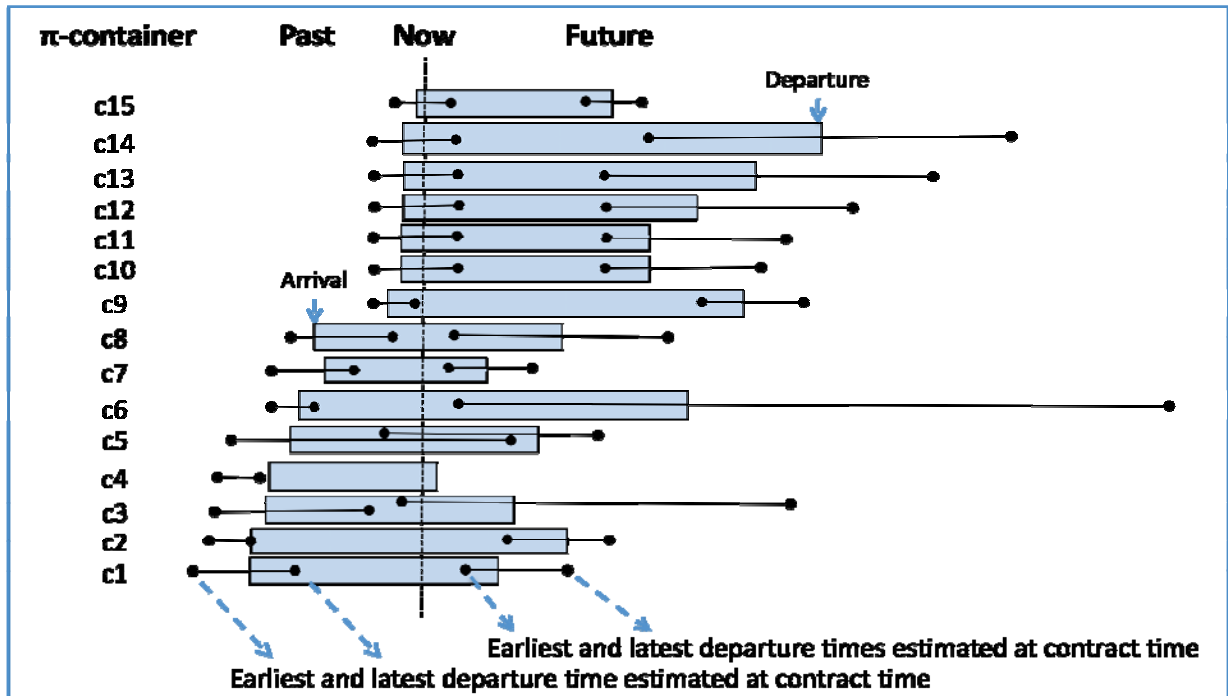 π-container Past Now Future
Departure
c15
c14
c13
c12
c11
c10
Arrival
c9
c8
c7
c6
c5
c4
c3
c2
c1
Earliest and latest departure times estimated at contract time
Earliest and latest departure time estimated at contract time